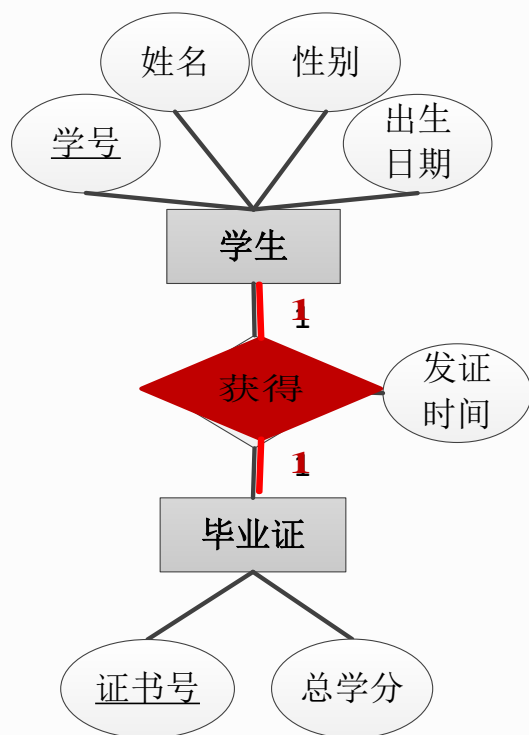 姓名
性别
学号
出生
日期
学生
1
获得
发证
时间
1
毕业证
证书号
总学分